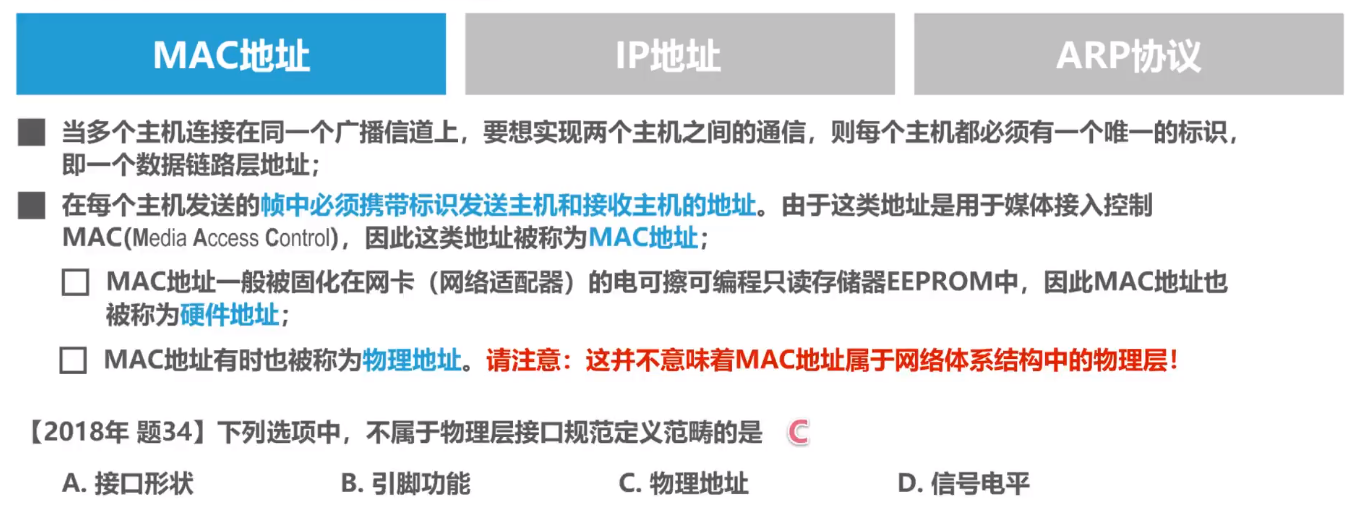 MAC地址
IP地址
ARP协议
当多个主机连接在同一个广播信道上，要想实现两个主机之间的通信，则每个主机都必须有一个唯一的标识，
即一个数据链路层地址；
在每个主机发送的帧中必须携带标识发送主机和接收主机的地址。由于这类地址是用于媒体接入控制
MAC(Media Access Control)，因此这类地址被称为MAC地址；
MAC地址一般被固化在网卡（网络适配器）的电可擦可编程只读存储器EEPROM中，因此MAC地址也
被称为硬件地址；
MAC地址有时也被称为物理地址。请注意：这并不意味着MAC地址属于网络体系结构中的物理层！
【2018年 题34】下列选项中，不属于物理层接口规范定义范畴的是 C
A. 接口形状
B. 引脚功能
C. 物理地址
D. 信号电平